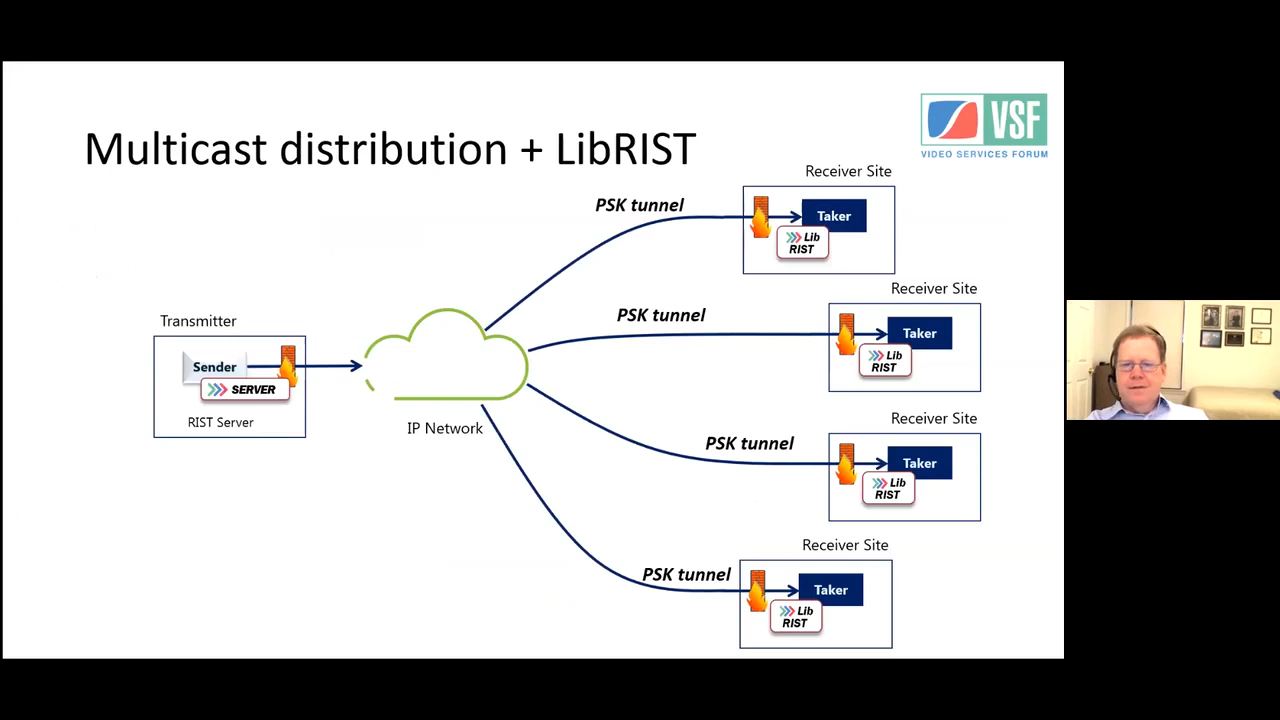 Multicast distribution + LibRIST
VSF
VIDEO SERVICES FORUM
Receiver Site
PSK tunnel
Taker
Lib
RIST
Receiver Site
PSK tunnel
Taker
Lib
RIST
Transmitter
Sender
SERVER
RIST Server
IP Network
Receiver Site
PSK tunnel
Taker
Lib
RIST
Receiver Site
PSK tunnel
Taker
Lib
RIST